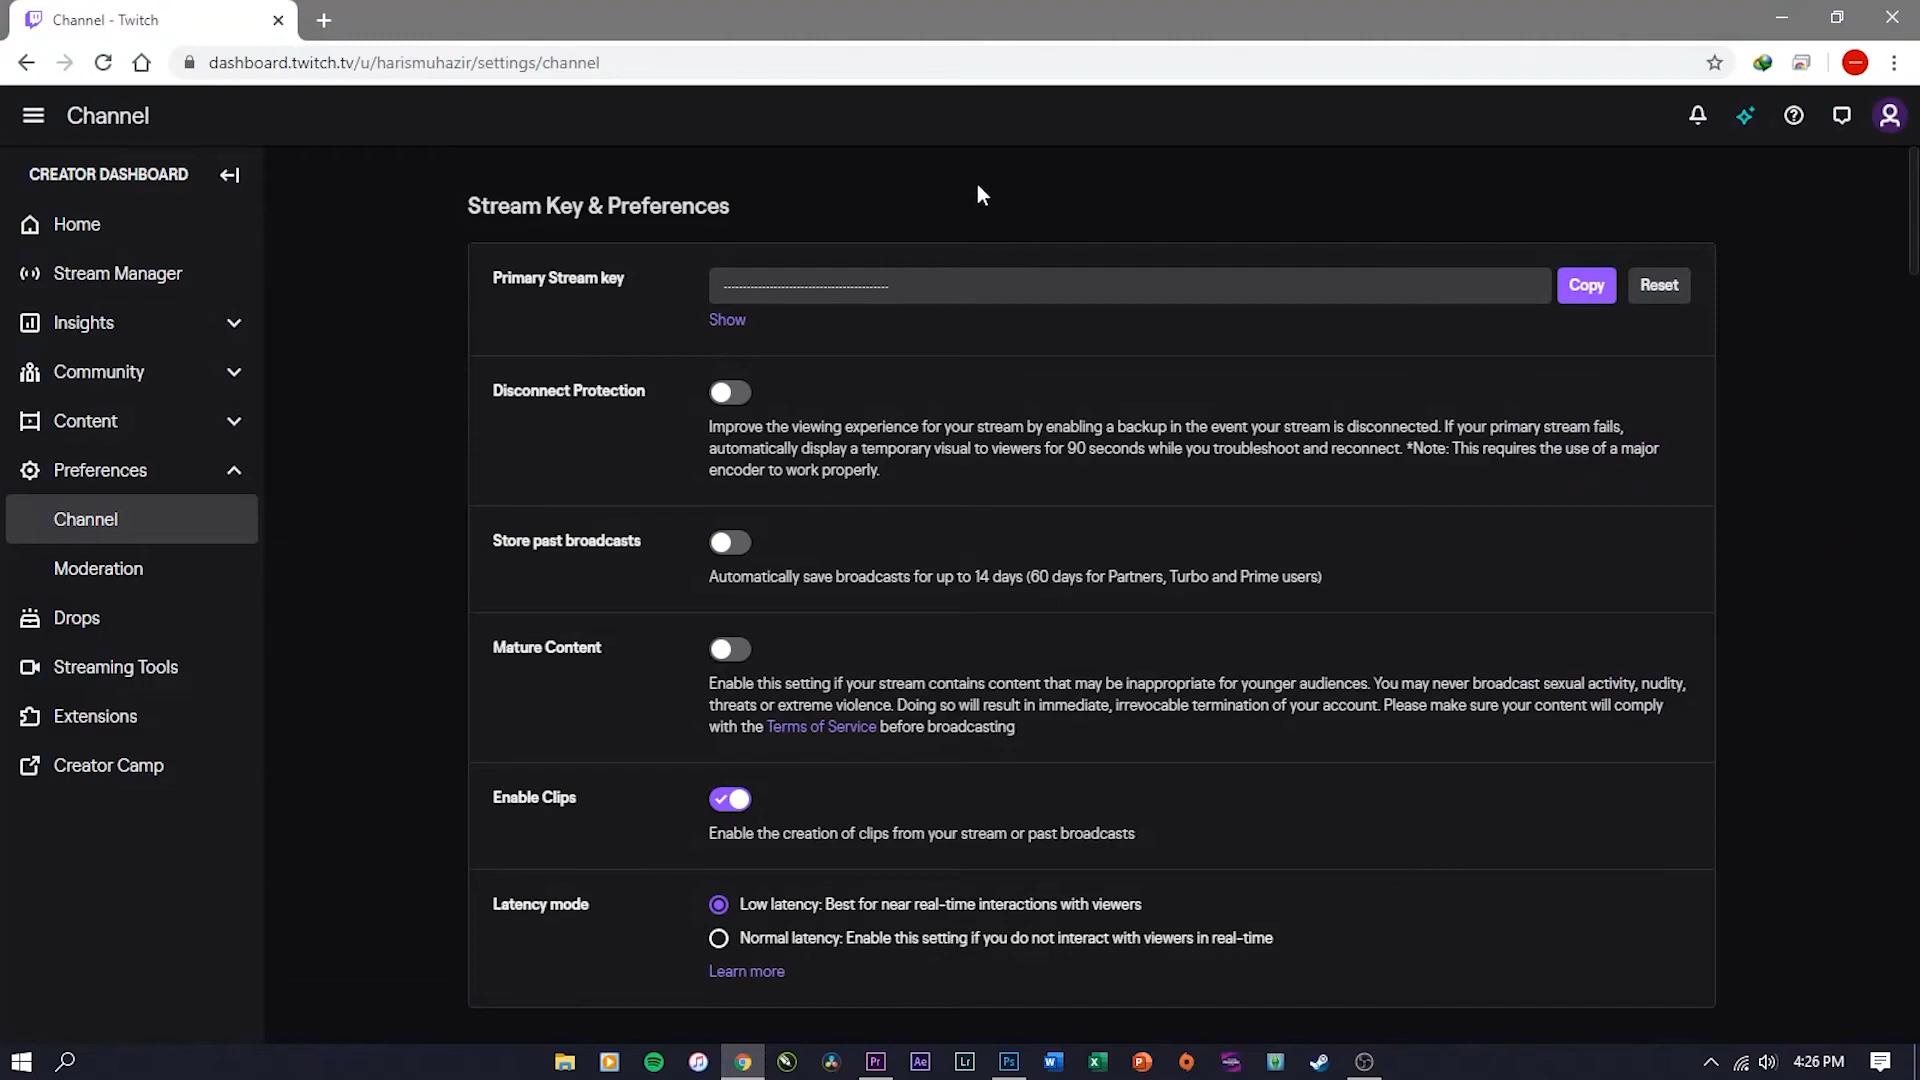 Channel - Twitch
dashboard.twitch.tv/u/harismuhazir/settings/channel
Channel
CREATOR DASHBOARD
Home
Stream Manager
Insights
Community
Content
Preferences
Channel
Moderation
Drops
Streaming Tools
Extensions
Creator Camp
Stream Key & Preferences
Primary Stream key
--------------------------------------------
Copy
Reset
Show
Disconnect Protection
Improve the viewing experience for your stream by enabling a backup in the event your stream is disconnected. If your primary stream fails,
automatically display a temporary visual to viewers for 90 seconds while you troubleshoot and reconnect. *Note: This requires the use of a major
encoder to work properly.
Store past broadcasts
Automatically save broadcasts for up to 14 days (60 days for Partners, Turbo and Prime users)
Mature Content
Enable this setting if your stream contains content that may be inappropriate for younger audiences. You may never broadcast sexual activity, nudity,
threats or extreme violence. Doing so will result in immediate, irrevocable termination of your account. Please make sure your content will comply
with the Terms of Service before broadcasting
Enable Clips
Enable the creation of clips from your stream or past broadcasts
Latency mode
Low latency: Best for near real-time interactions with viewers
Normal latency: Enable this setting if you do not interact with viewers in real-time
Learn more
Pr
Ae
Lr
Ps
4:26 PM